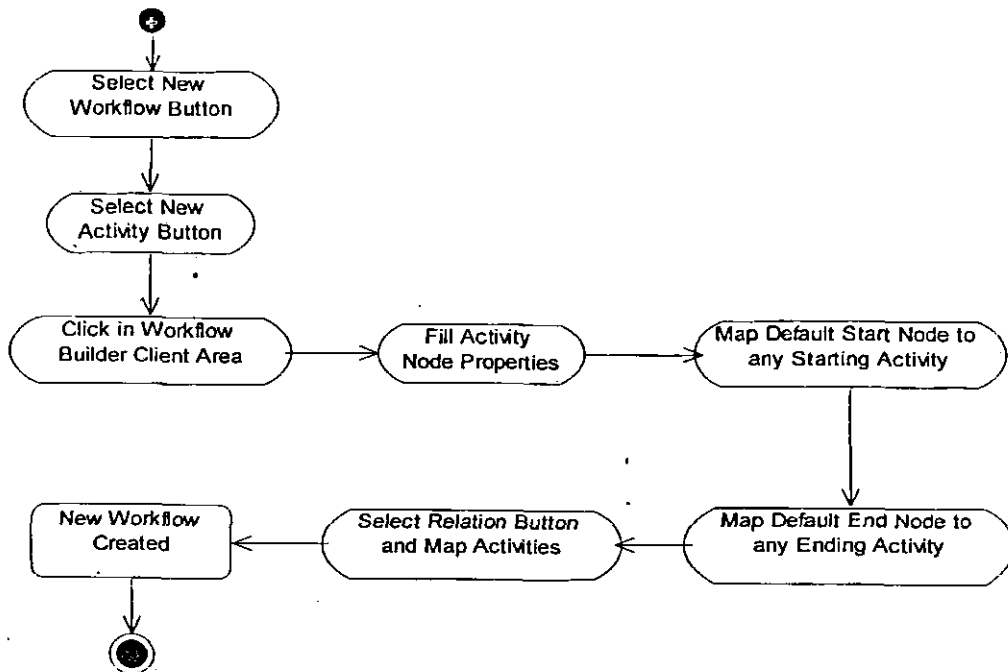 Select New
Workflow Button
Select New
Activity Button
Click in Workflow
Builder Client Area
Fill Activity
Node Properties
Map Default Start Node to
any Starting Activity
Map Default End Node to
any Ending Activity
Select Relation Button
and Map Activities
New Workflow
Created